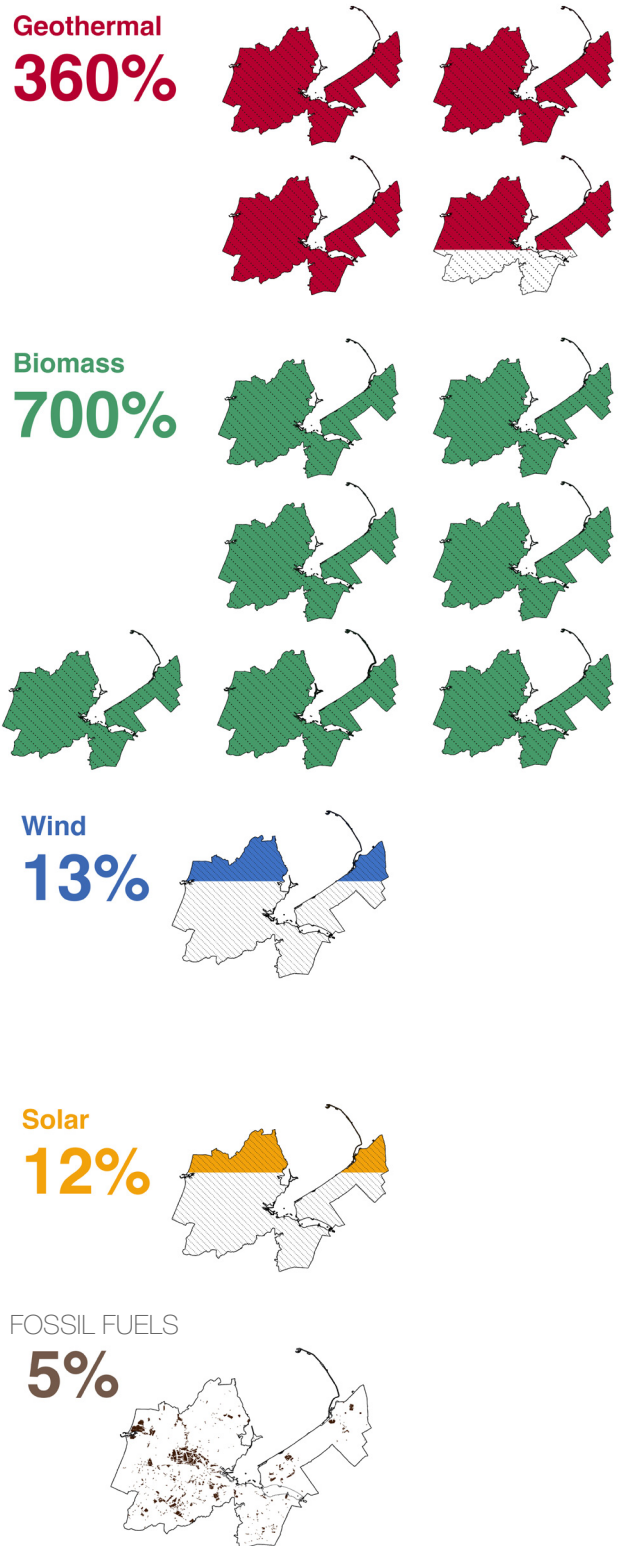 Geothermal
360%
Biomass
700%
Wind
13%
Solar
12%
FOSSIL FUELS
5%